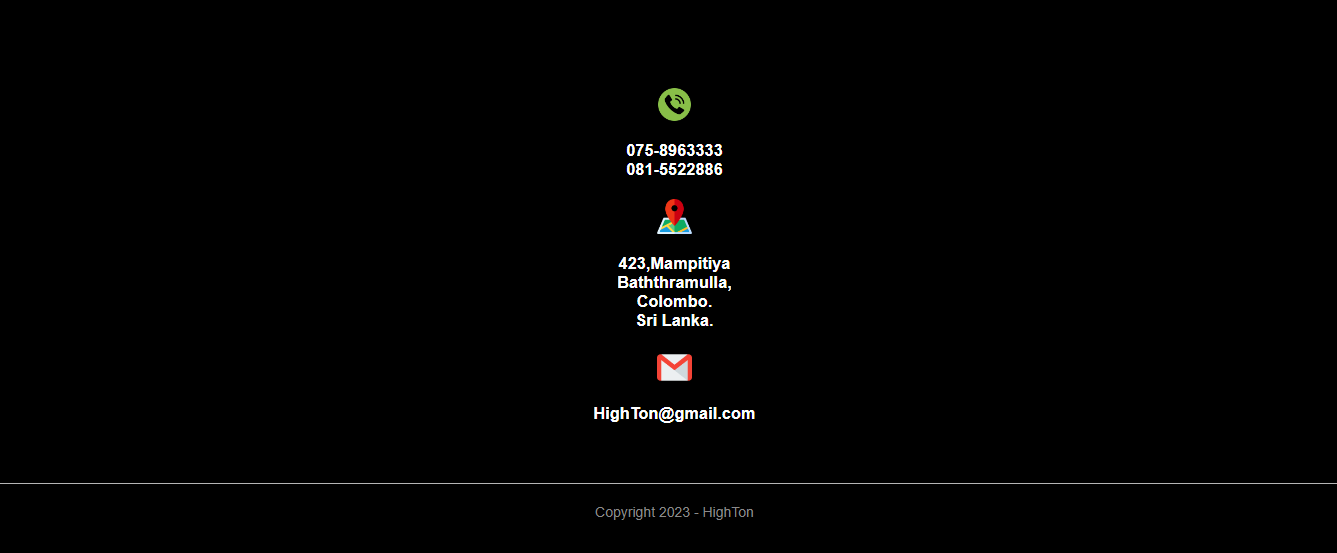 075-8963333
081-5522886
423,Mampitiya
Baththramulla,
Colombo.
Sri Lanka.
HighTon@gmail.com
Copyright 2023 - HighTon